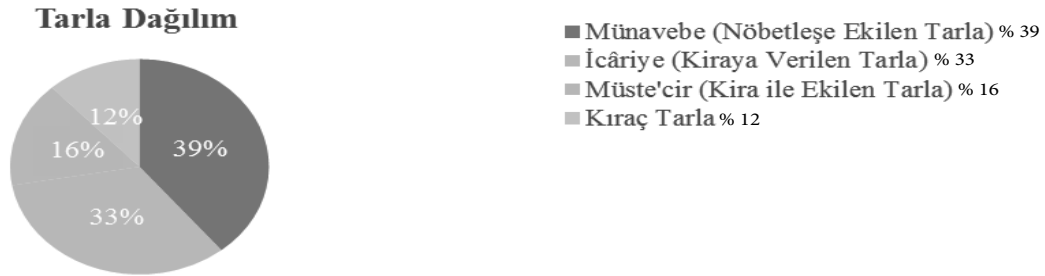 Tarla Dağılım
12%
39%
16%
33%
Münavebe (Nöbetleşe Ekilen Tarla) % 39
İcâriye (Kiraya Verilen Tarla) % 33
Müste'cir (Kira ile Ekilen Tarla) % 16
Kıraç Tarla % 12